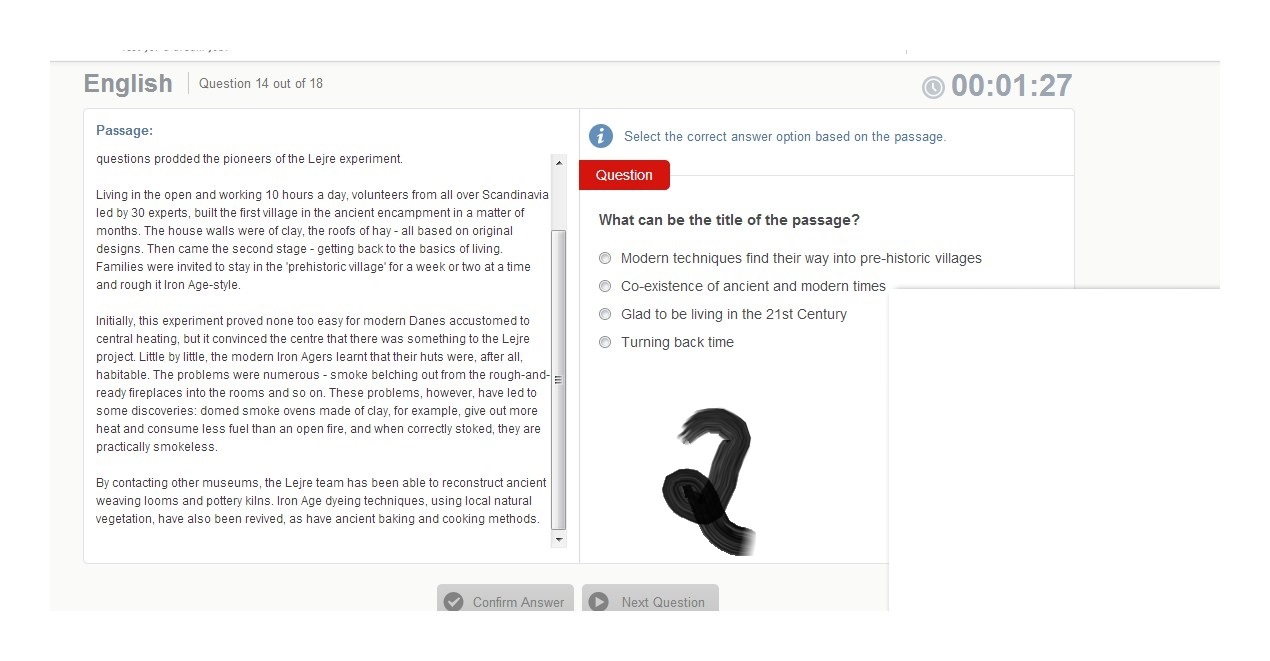 English
Question 14 out of 18
00:01:27
Passage:
questions prodded the pioneers of the Lejre experiment.
Living in the open and working 10 hours a day, volunteers from all over Scandinavia
led by 30 experts, built the first village in the ancient encampment in a matter of
months. The house walls were of clay, the roofs of hay - all based on original
designs. Then came the second stage - getting back to the basics of living.
Families were invited to stay in the 'prehistoric village' for a week or two at a time
and rough it Iron Age-style.
Initially, this experiment proved none too easy for modern Danes accustomed to
central heating, but it convinced the centre that there was something to the Lejre
project. Little by little, the modern Iron Agers learnt that their huts were, after all,
habitable. The problems were numerous - smoke belching out from the rough-and-
ready fireplaces into the rooms and so on. These problems, however, have led to
some discoveries: domed smoke ovens made of clay, for example, give out more
heat and consume less fuel than an open fire, and when correctly stoked, they are
practically smokeless.
By contacting other museums, the Lejre team has been able to reconstruct ancient
weaving looms and pottery kilns. Iron Age dyeing techniques, using local natural
vegetation, have also been revived, as have ancient baking and cooking methods.
Select the correct answer option based on the passage.
Question
What can be the title of the passage?
Modern techniques find their way into pre-historic villages
Co-existence of ancient and modern times
Glad to be living in the 21st Century
Turning back time
Confirm Answer
Next Question